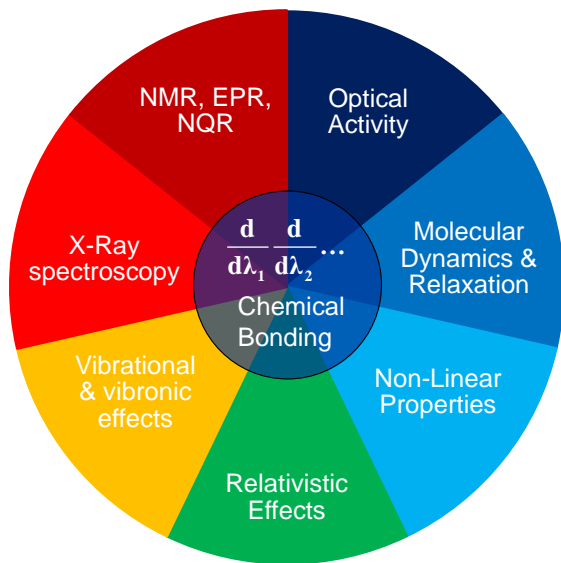 NMR, EPR,
NQR
Optical
Activity
X-Ray
spectroscopy
d/dλ₁ d/dλ₂ ...
Chemical
Bonding
Molecular
Dynamics &
Relaxation
Vibrational
& vibronic
effects
Non-Linear
Properties
Relativistic
Effects